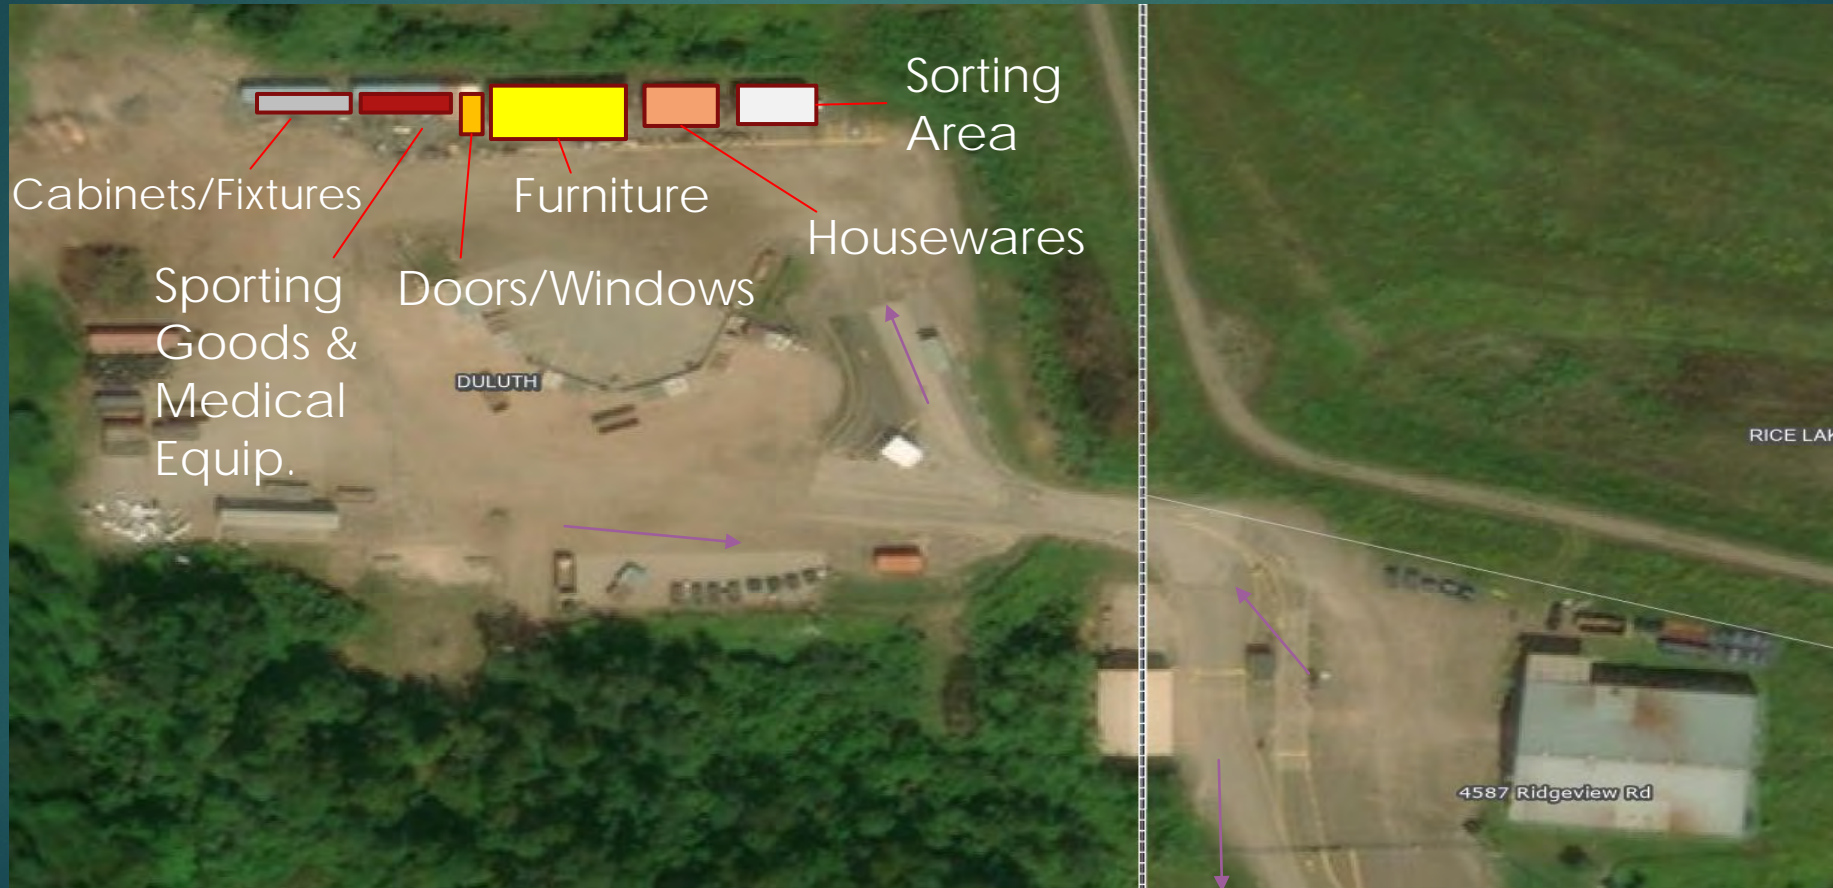 Sorting
Area
Cabinets/Fixtures
Furniture
Housewares
Sporting
Goods &
Medical
Equip.
Doors/Windows
DULUTH
RICE LAK
4587 Ridgeview Rd